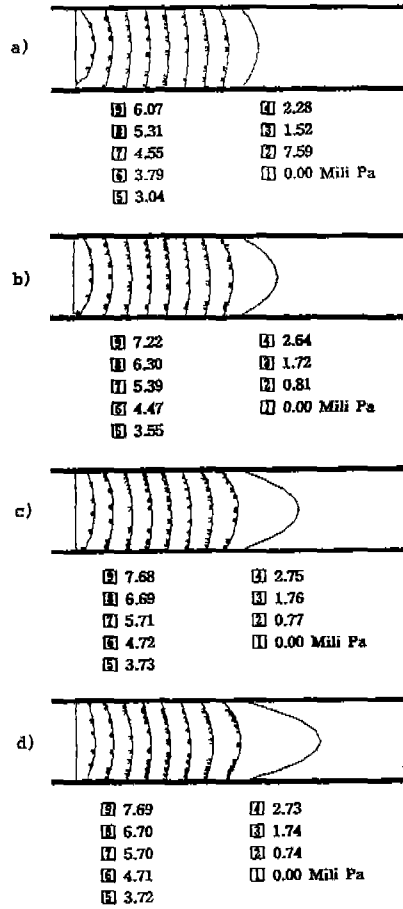 a)
9 6.07 4 2.28
8 5.31 3 1.52
7 4.55 2 7.59
6 3.79 1 0.00 Mili Pa
5 3.04
b)
9 7.22 4 2.64
8 6.30 3 1.72
7 5.39 2 0.81
6 4.47 1 0.00 Mili Pa
5 3.55
c)
9 7.68 4 2.75
8 6.69 3 1.76
7 5.71 2 0.77
6 4.72 1 0.00 Mili Pa
5 3.73
d)
9 7.69 4 2.73
8 6.70 3 1.74
7 5.70 2 0.74
6 4.71 1 0.00 Mili Pa
5 3.72